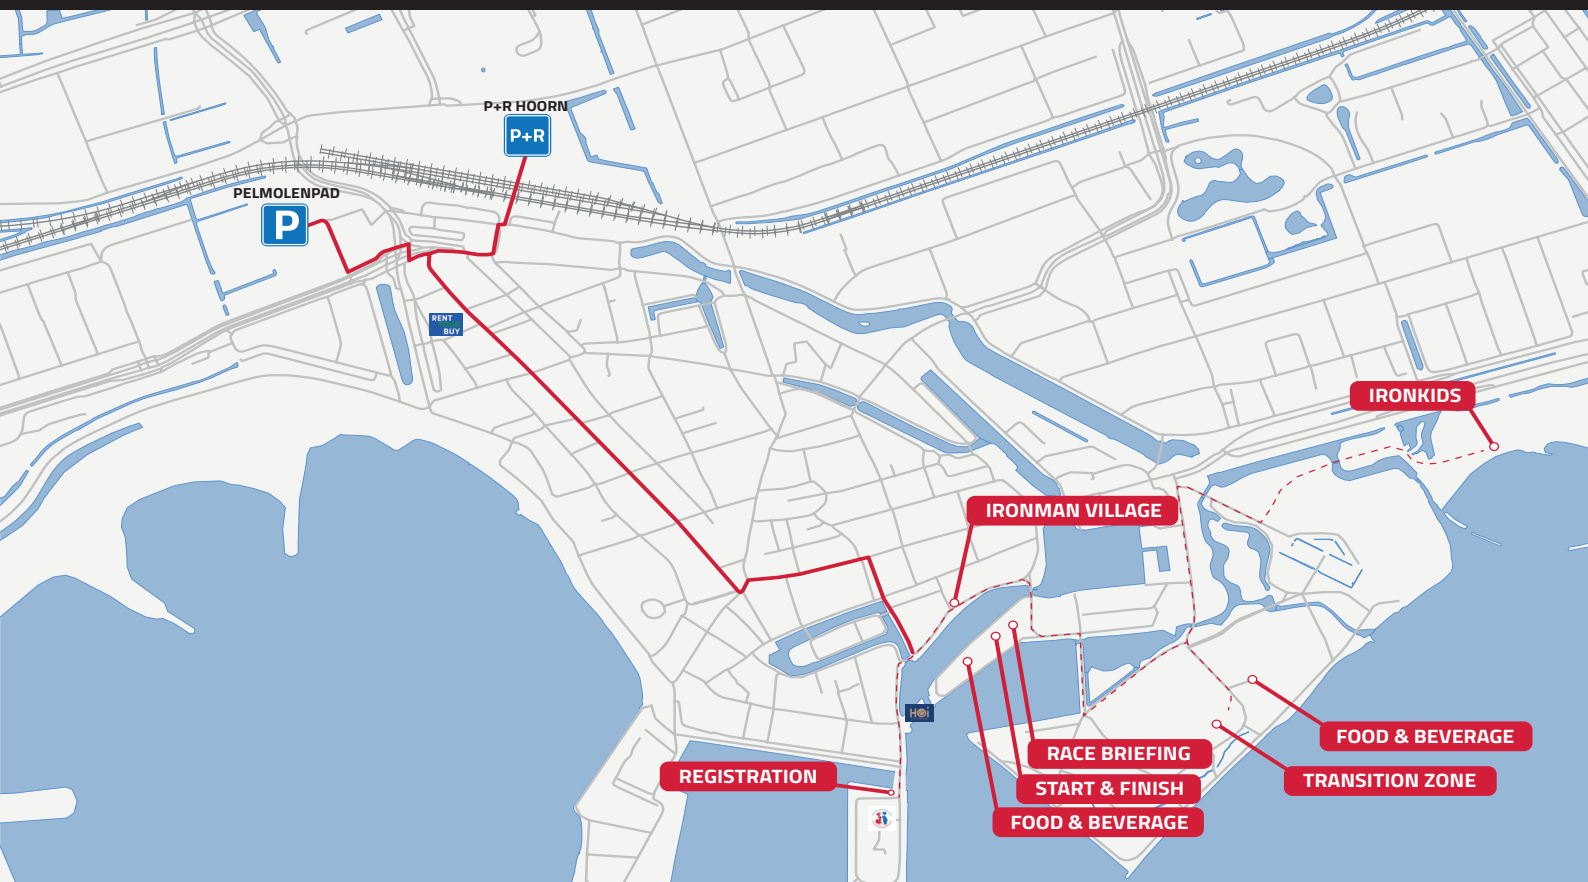 P+R HOORN
P+R
PELMOLENPAD
P
RENT
BUY
IRONKIDS
IRONMAN VILLAGE
Hoi
FOOD & BEVERAGE
RACE BRIEFING
REGISTRATION
TRANSITION ZONE
START & FINISH
FOOD & BEVERAGE